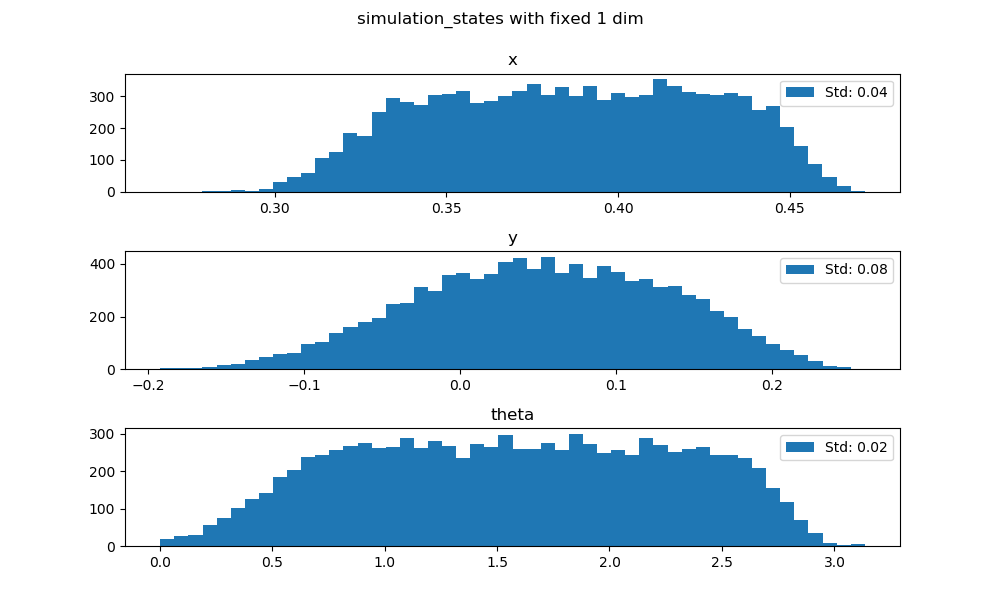 simulation_states with fixed 1 dim
x
300
200
100
0
Std: 0.04
0.30 0.35 0.40 0.45
y
400
200
0
Std: 0.08
−0.2 −0.1 0.0 0.1 0.2
theta
300
200
100
0
Std: 0.02
0.0 0.5 1.0 1.5 2.0 2.5 3.0